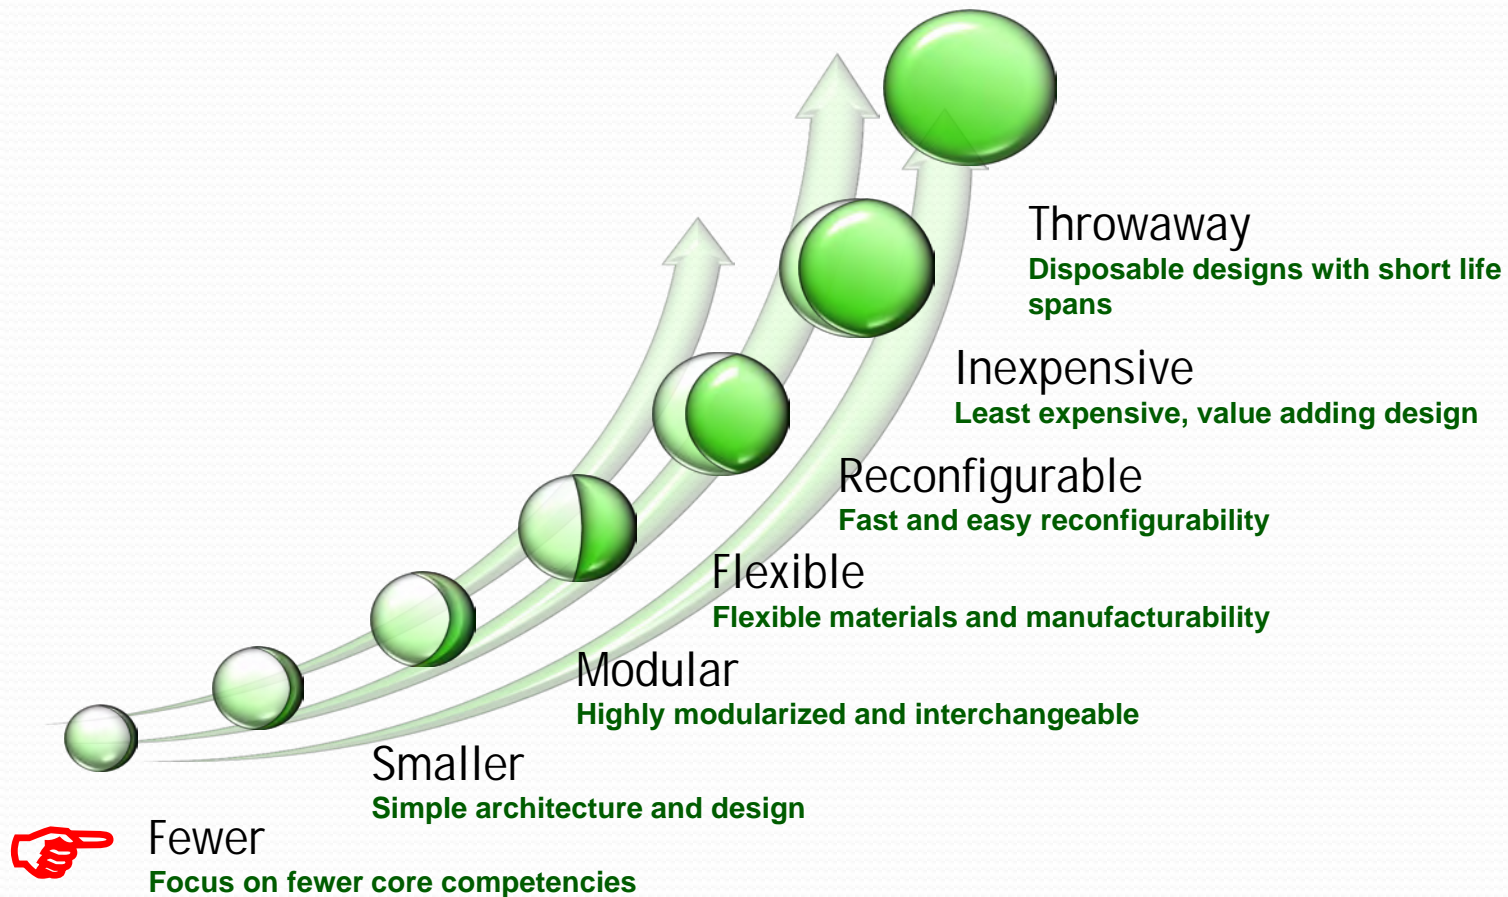 Throwaway
Disposable designs with short life
spans
Inexpensive
Least expensive, value adding design
Reconfigurable
Fast and easy reconfigurability
Flexible
Flexible materials and manufacturability
Modular
Highly modularized and interchangeable
Smaller
Simple architecture and design
Fewer
Focus on fewer core competencies